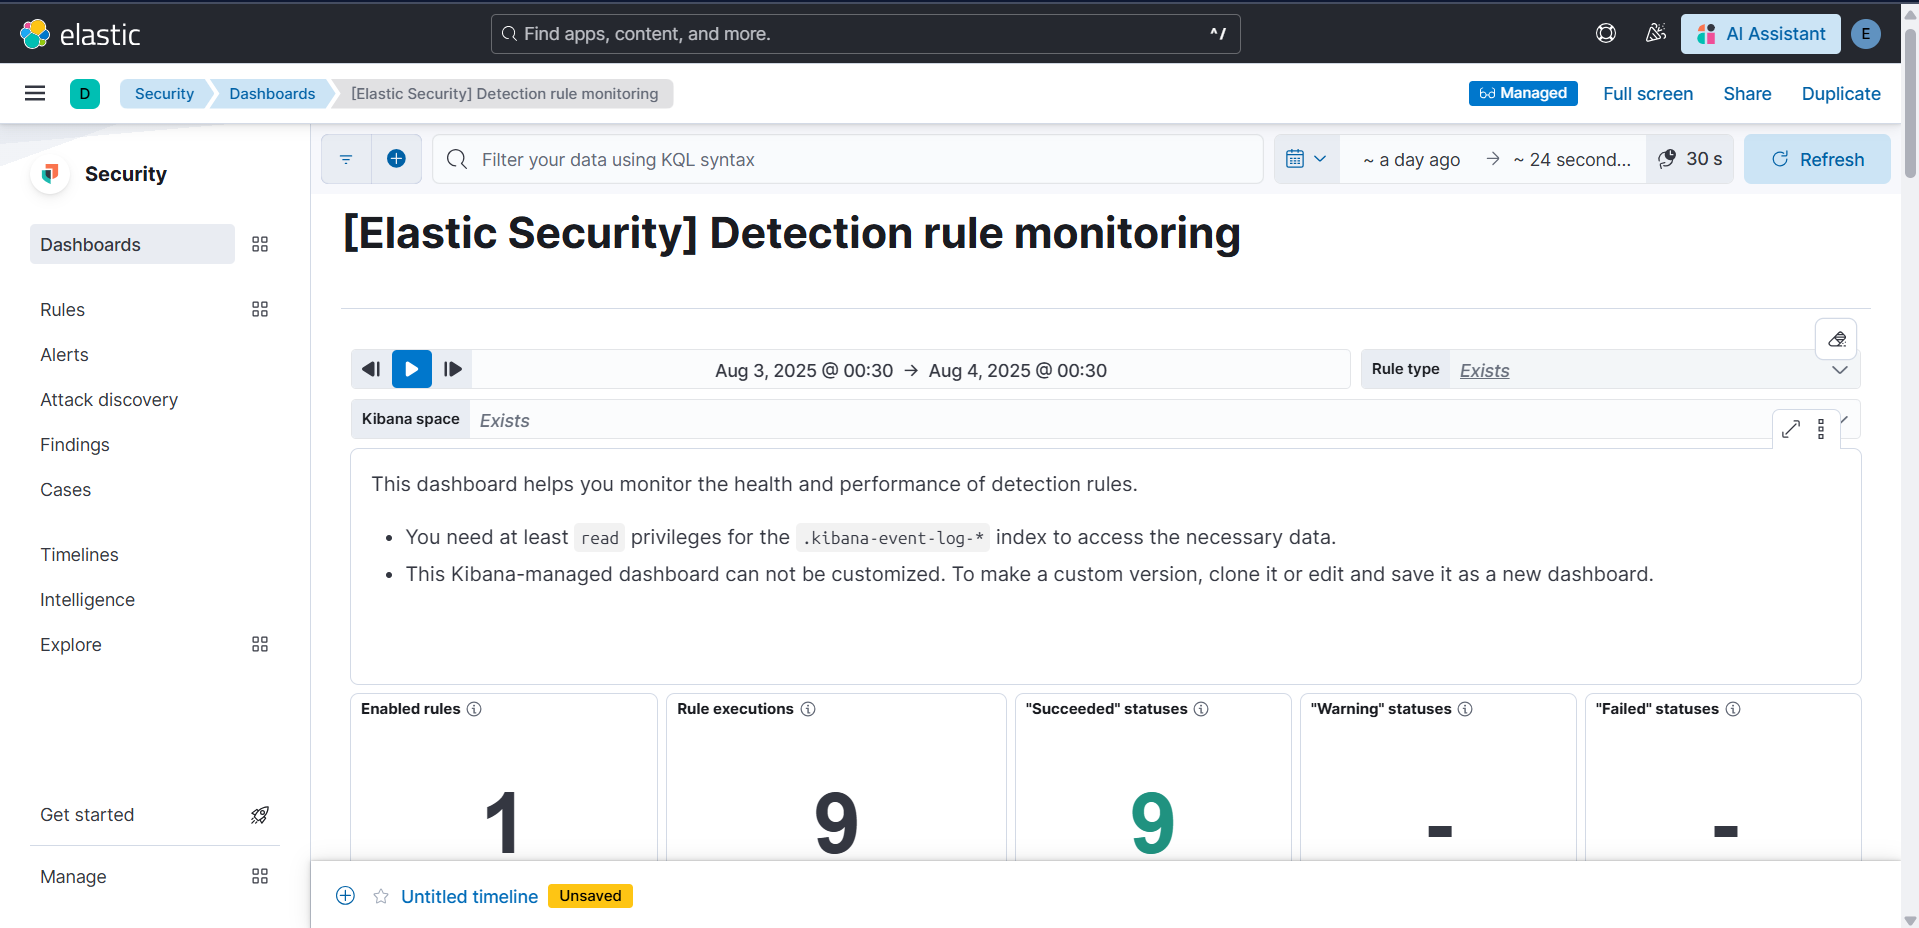 elastic
Find apps, content, and more.
^/
AI Assistant
E
D
Security
Dashboards
[Elastic Security] Detection rule monitoring
Managed
Full screen
Share
Duplicate
Security
Filter your data using KQL syntax
~ a day ago → ~ 24 second...
30 s
Refresh
Dashboards
Rules
Alerts
Attack discovery
Findings
Cases
Timelines
Intelligence
Explore
Get started
Manage
[Elastic Security] Detection rule monitoring
Aug 3, 2025 @ 00:30 → Aug 4, 2025 @ 00:30
Rule type Exists
Kibana space Exists
This dashboard helps you monitor the health and performance of detection rules.
• You need at least read privileges for the .kibana-event-log-* index to access the necessary data.
• This Kibana-managed dashboard can not be customized. To make a custom version, clone it or edit and save it as a new dashboard.
Enabled rules
1
Rule executions
9
"Succeeded" statuses
9
"Warning" statuses
-
"Failed" statuses
-
Untitled timeline Unsaved